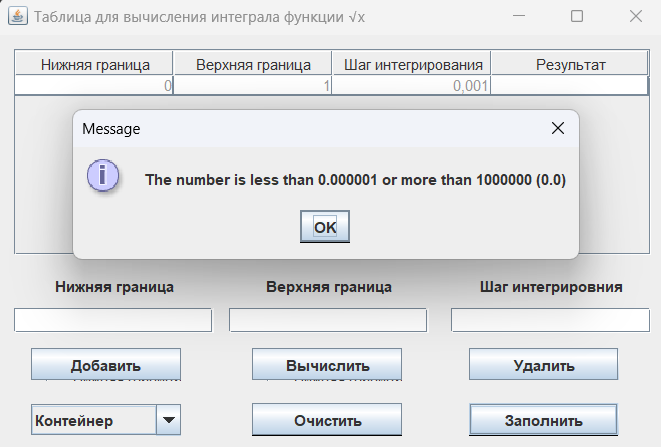 Таблица для вычисления интеграла функции √x
Нижняя граница Верхняя граница Шаг интегрирования Результат
0 1 0,001
Message
The number is less than 0.000001 or more than 1000000 (0.0)
OK
Нижняя граница Верхняя граница Шаг интегрировния
Добавить Вычислить Удалить
Контейнер Очистить Заполнить